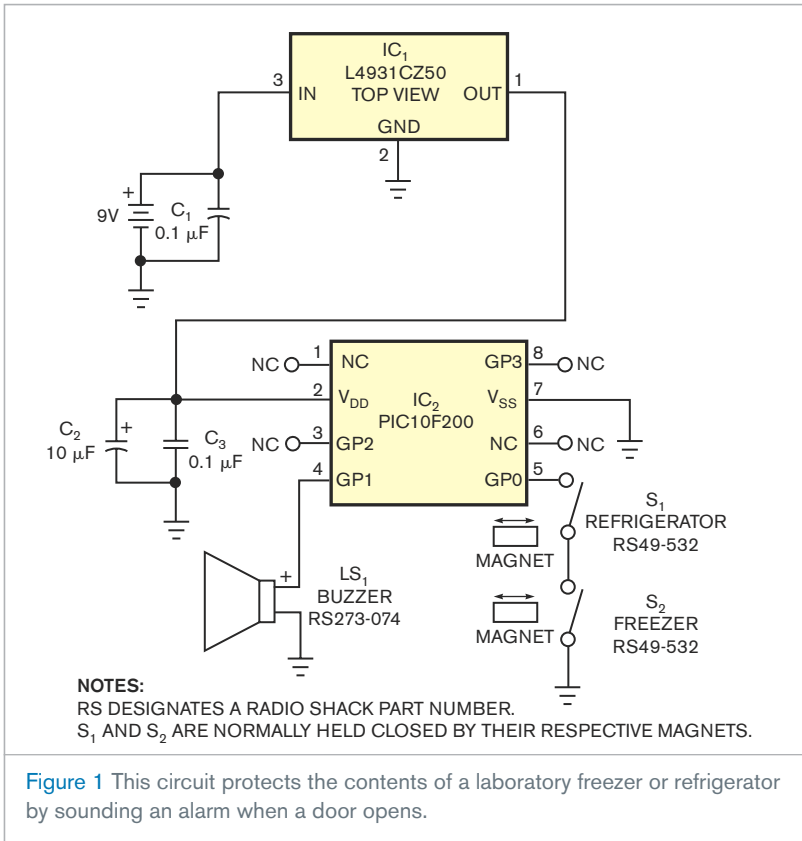 IC1
L4931CZ50
TOP VIEW
3
IN
OUT
1
GND
2
+
9V
C1
0.1 µF
NC
1
NC
GP3
8
NC
2
VDD
IC2
PIC10F200
VSS
7
C2
10 µF
+
C3
0.1 µF
NC
3
GP2
NC
6
NC
4
GP1
GP0
5
S1
REFRIGERATOR
RS49-532
MAGNET
+
LS1
BUZZER
RS273-074
MAGNET
S2
FREEZER
RS49-532
NOTES:
RS DESIGNATES A RADIO SHACK PART NUMBER.
S1 AND S2 ARE NORMALLY HELD CLOSED BY THEIR RESPECTIVE MAGNETS.
Figure 1 This circuit protects the contents of a laboratory freezer or refrigerator
by sounding an alarm when a door opens.